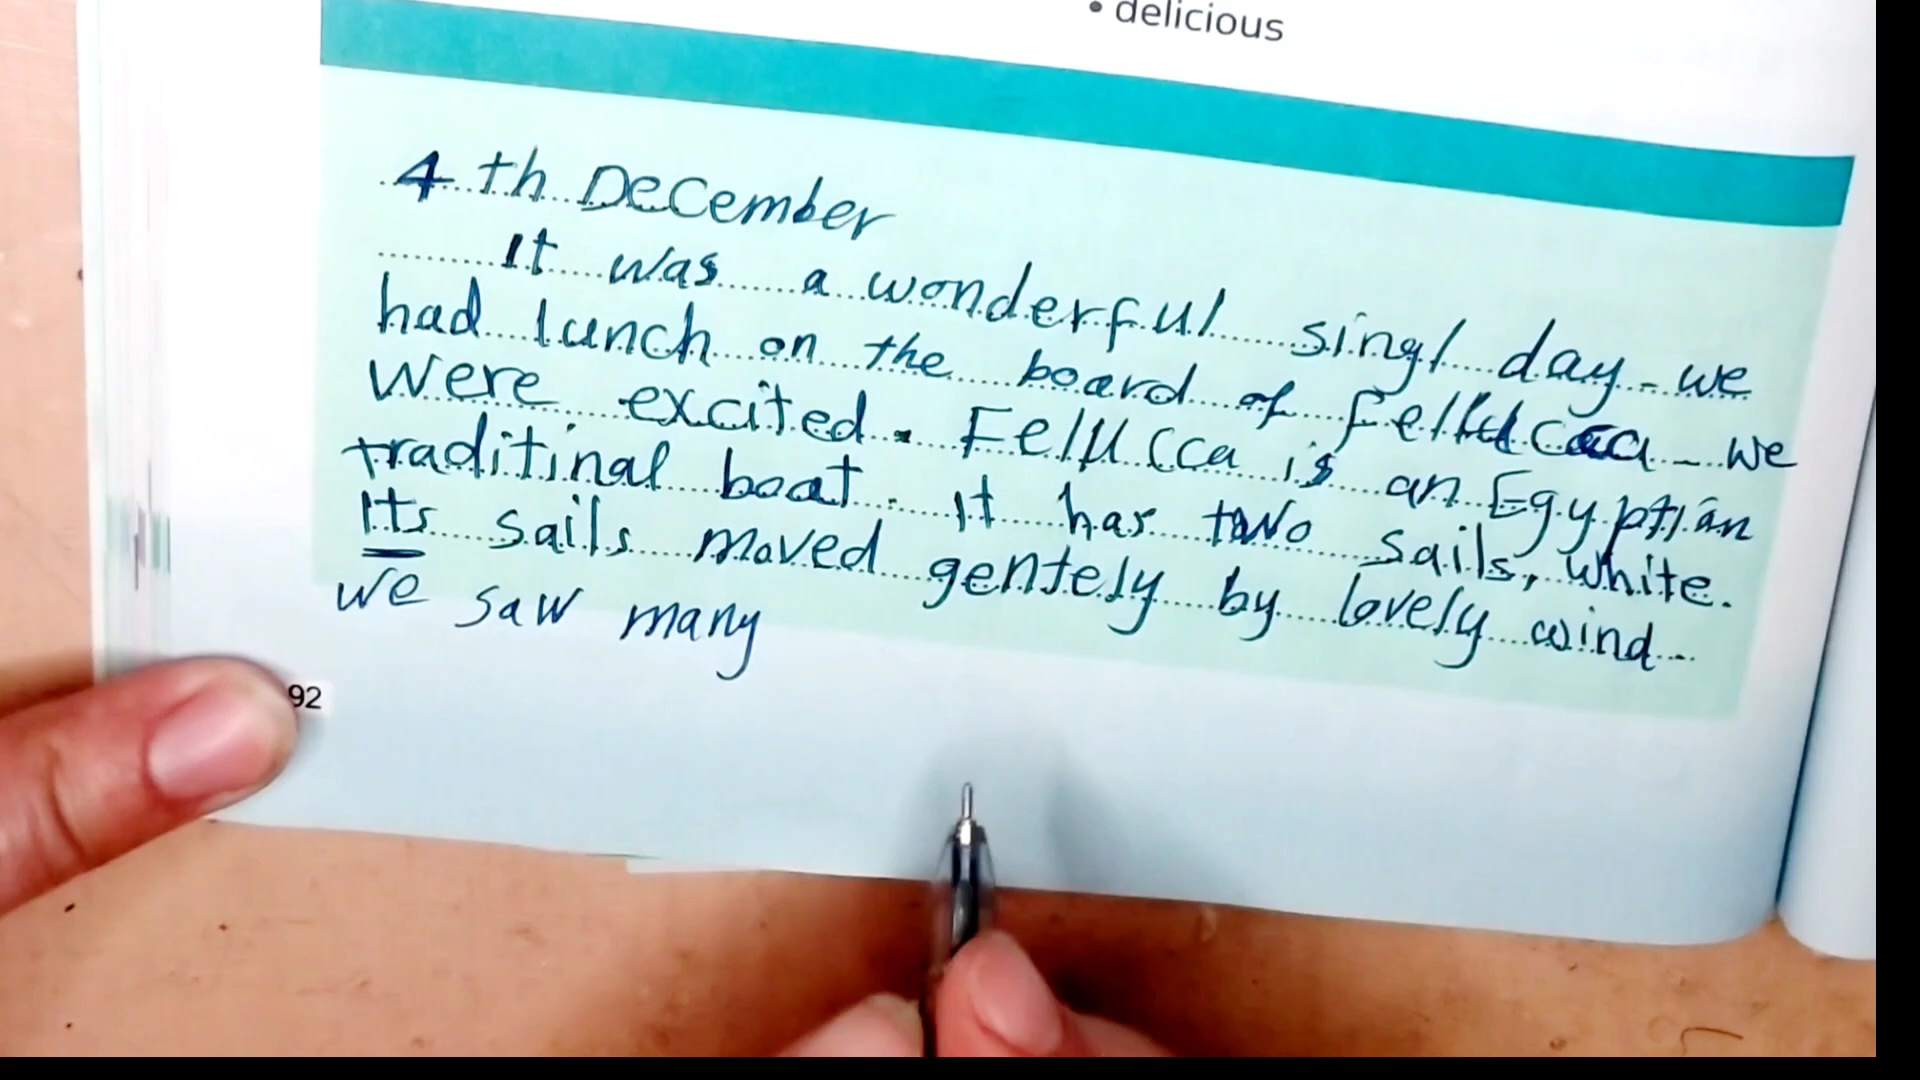 • delicious
4 th December
It was a wonderful singl day - we
had lunch on the board of - we
were excited. Felucca is an Egyptian
traditinal boat. It has two sails, white.
Its sails moved gentely by lovely wind -
we saw many
92